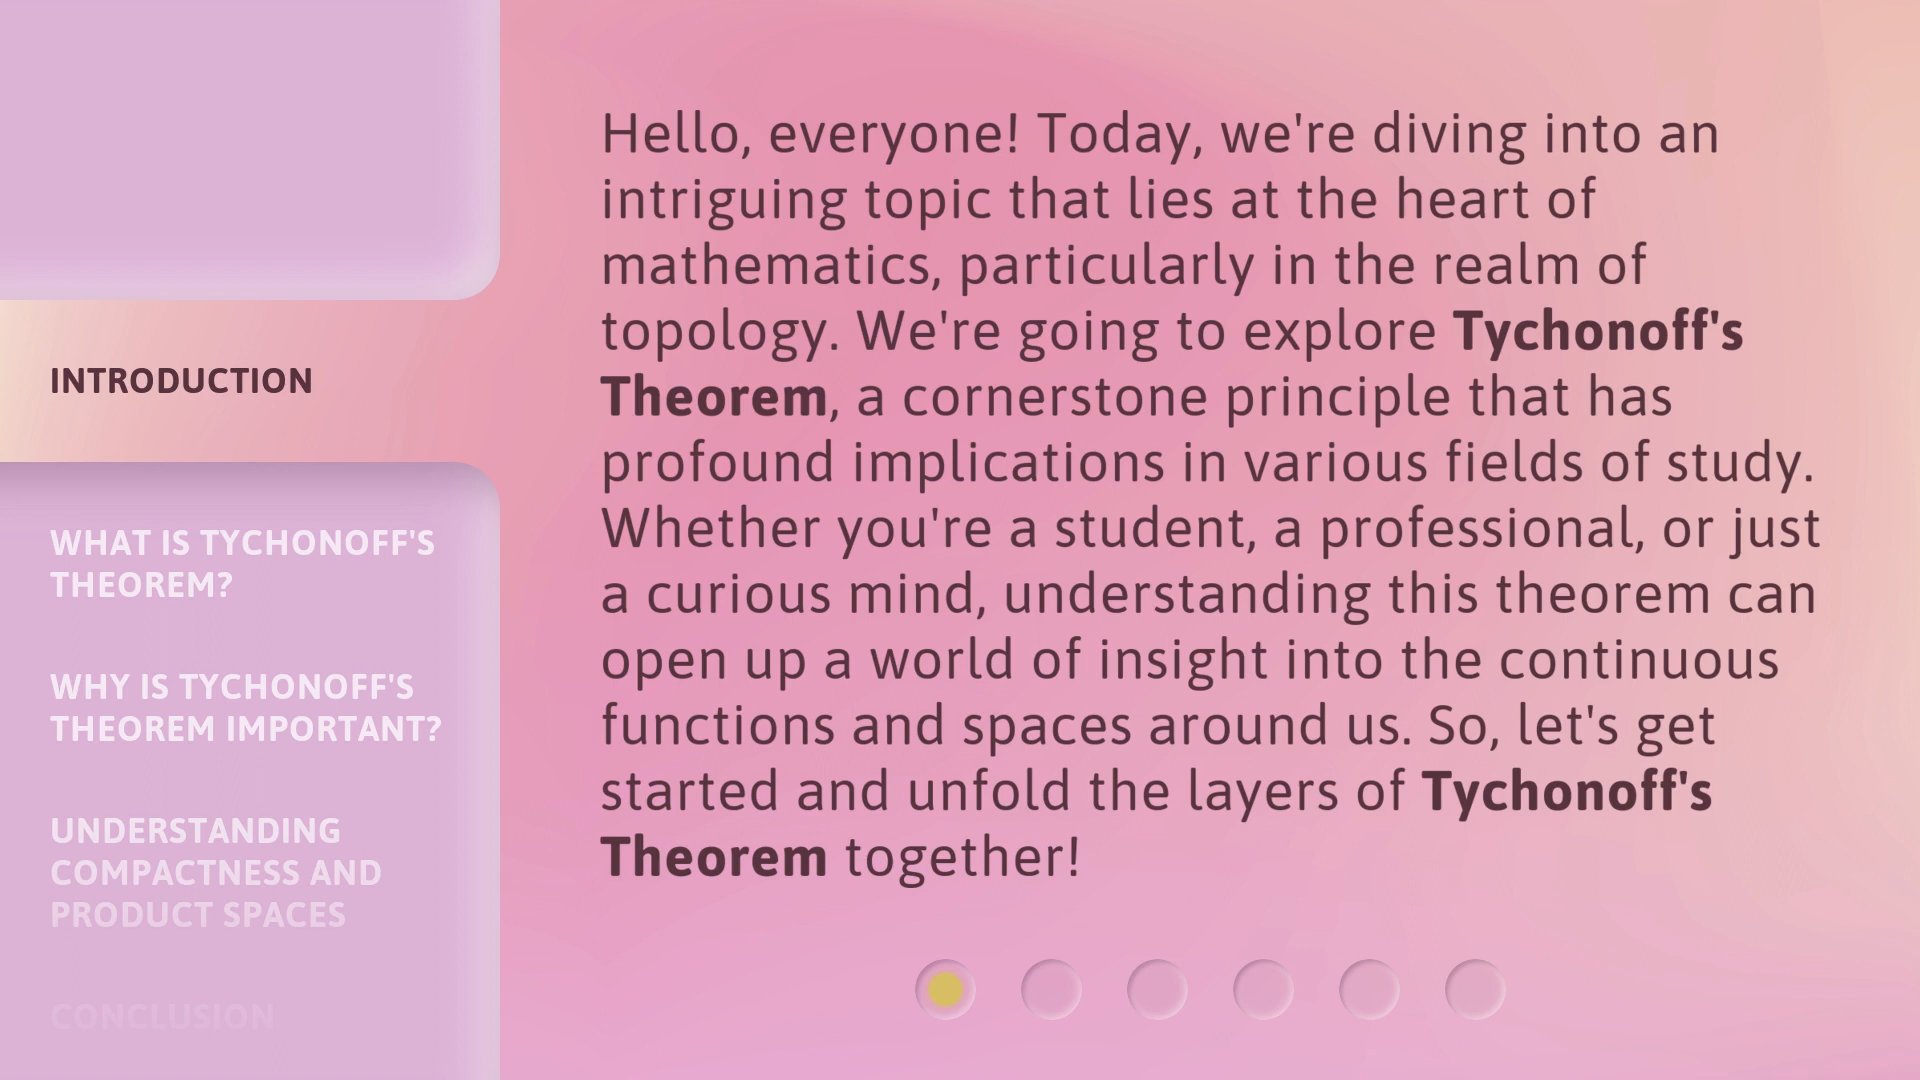 INTRODUCTION
WHAT IS TYCHONOFF'S
THEOREM?
WHY IS TYCHONOFF'S
THEOREM IMPORTANT?
UNDERSTANDING
COMPACTNESS AND
PRODUCT SPACES
CONCLUSION
Hello, everyone! Today, we're diving into an
intriguing topic that lies at the heart of
mathematics, particularly in the realm of
topology. We're going to explore Tychonoff's
Theorem, a cornerstone principle that has
profound implications in various fields of study.
Whether you're a student, a professional, or just
a curious mind, understanding this theorem can
open up a world of insight into the continuous
functions and spaces around us. So, let's get
started and unfold the layers of Tychonoff's
Theorem together!